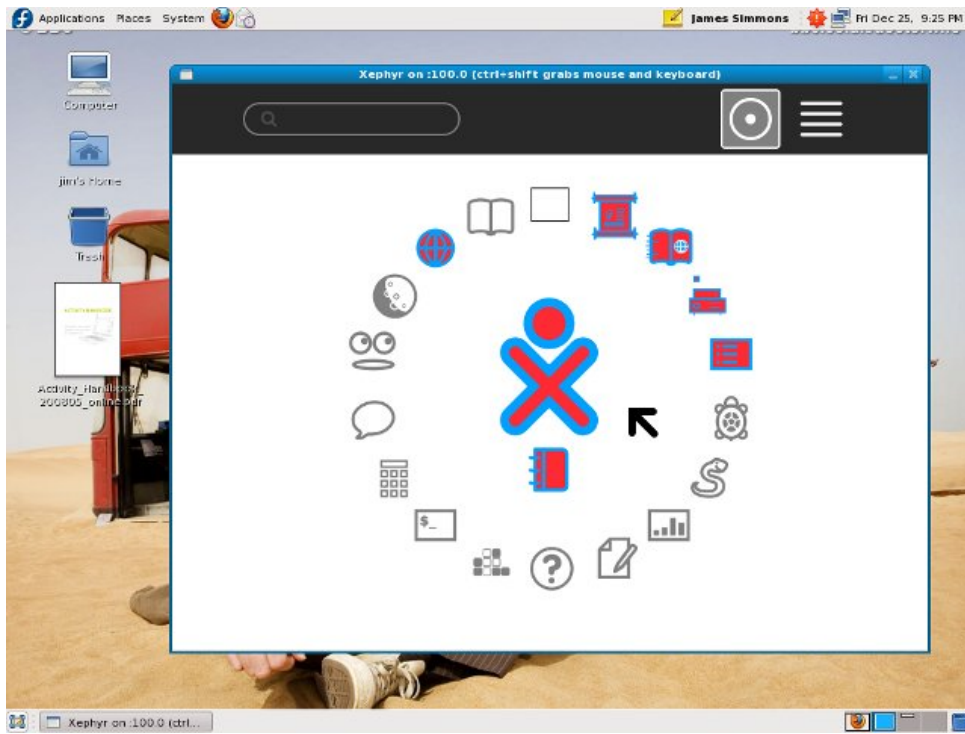 Applications Places System
James Simmons
Fri Dec 25, 9:25 PM
Xephyr on :100.0 (ctrl+shift grabs mouse and keyboard)
Computer
jim's Home
Trash
Activity_Handbook_
200805_online.pdf
$_
?
Xephyr on :100.0 (ctrl...